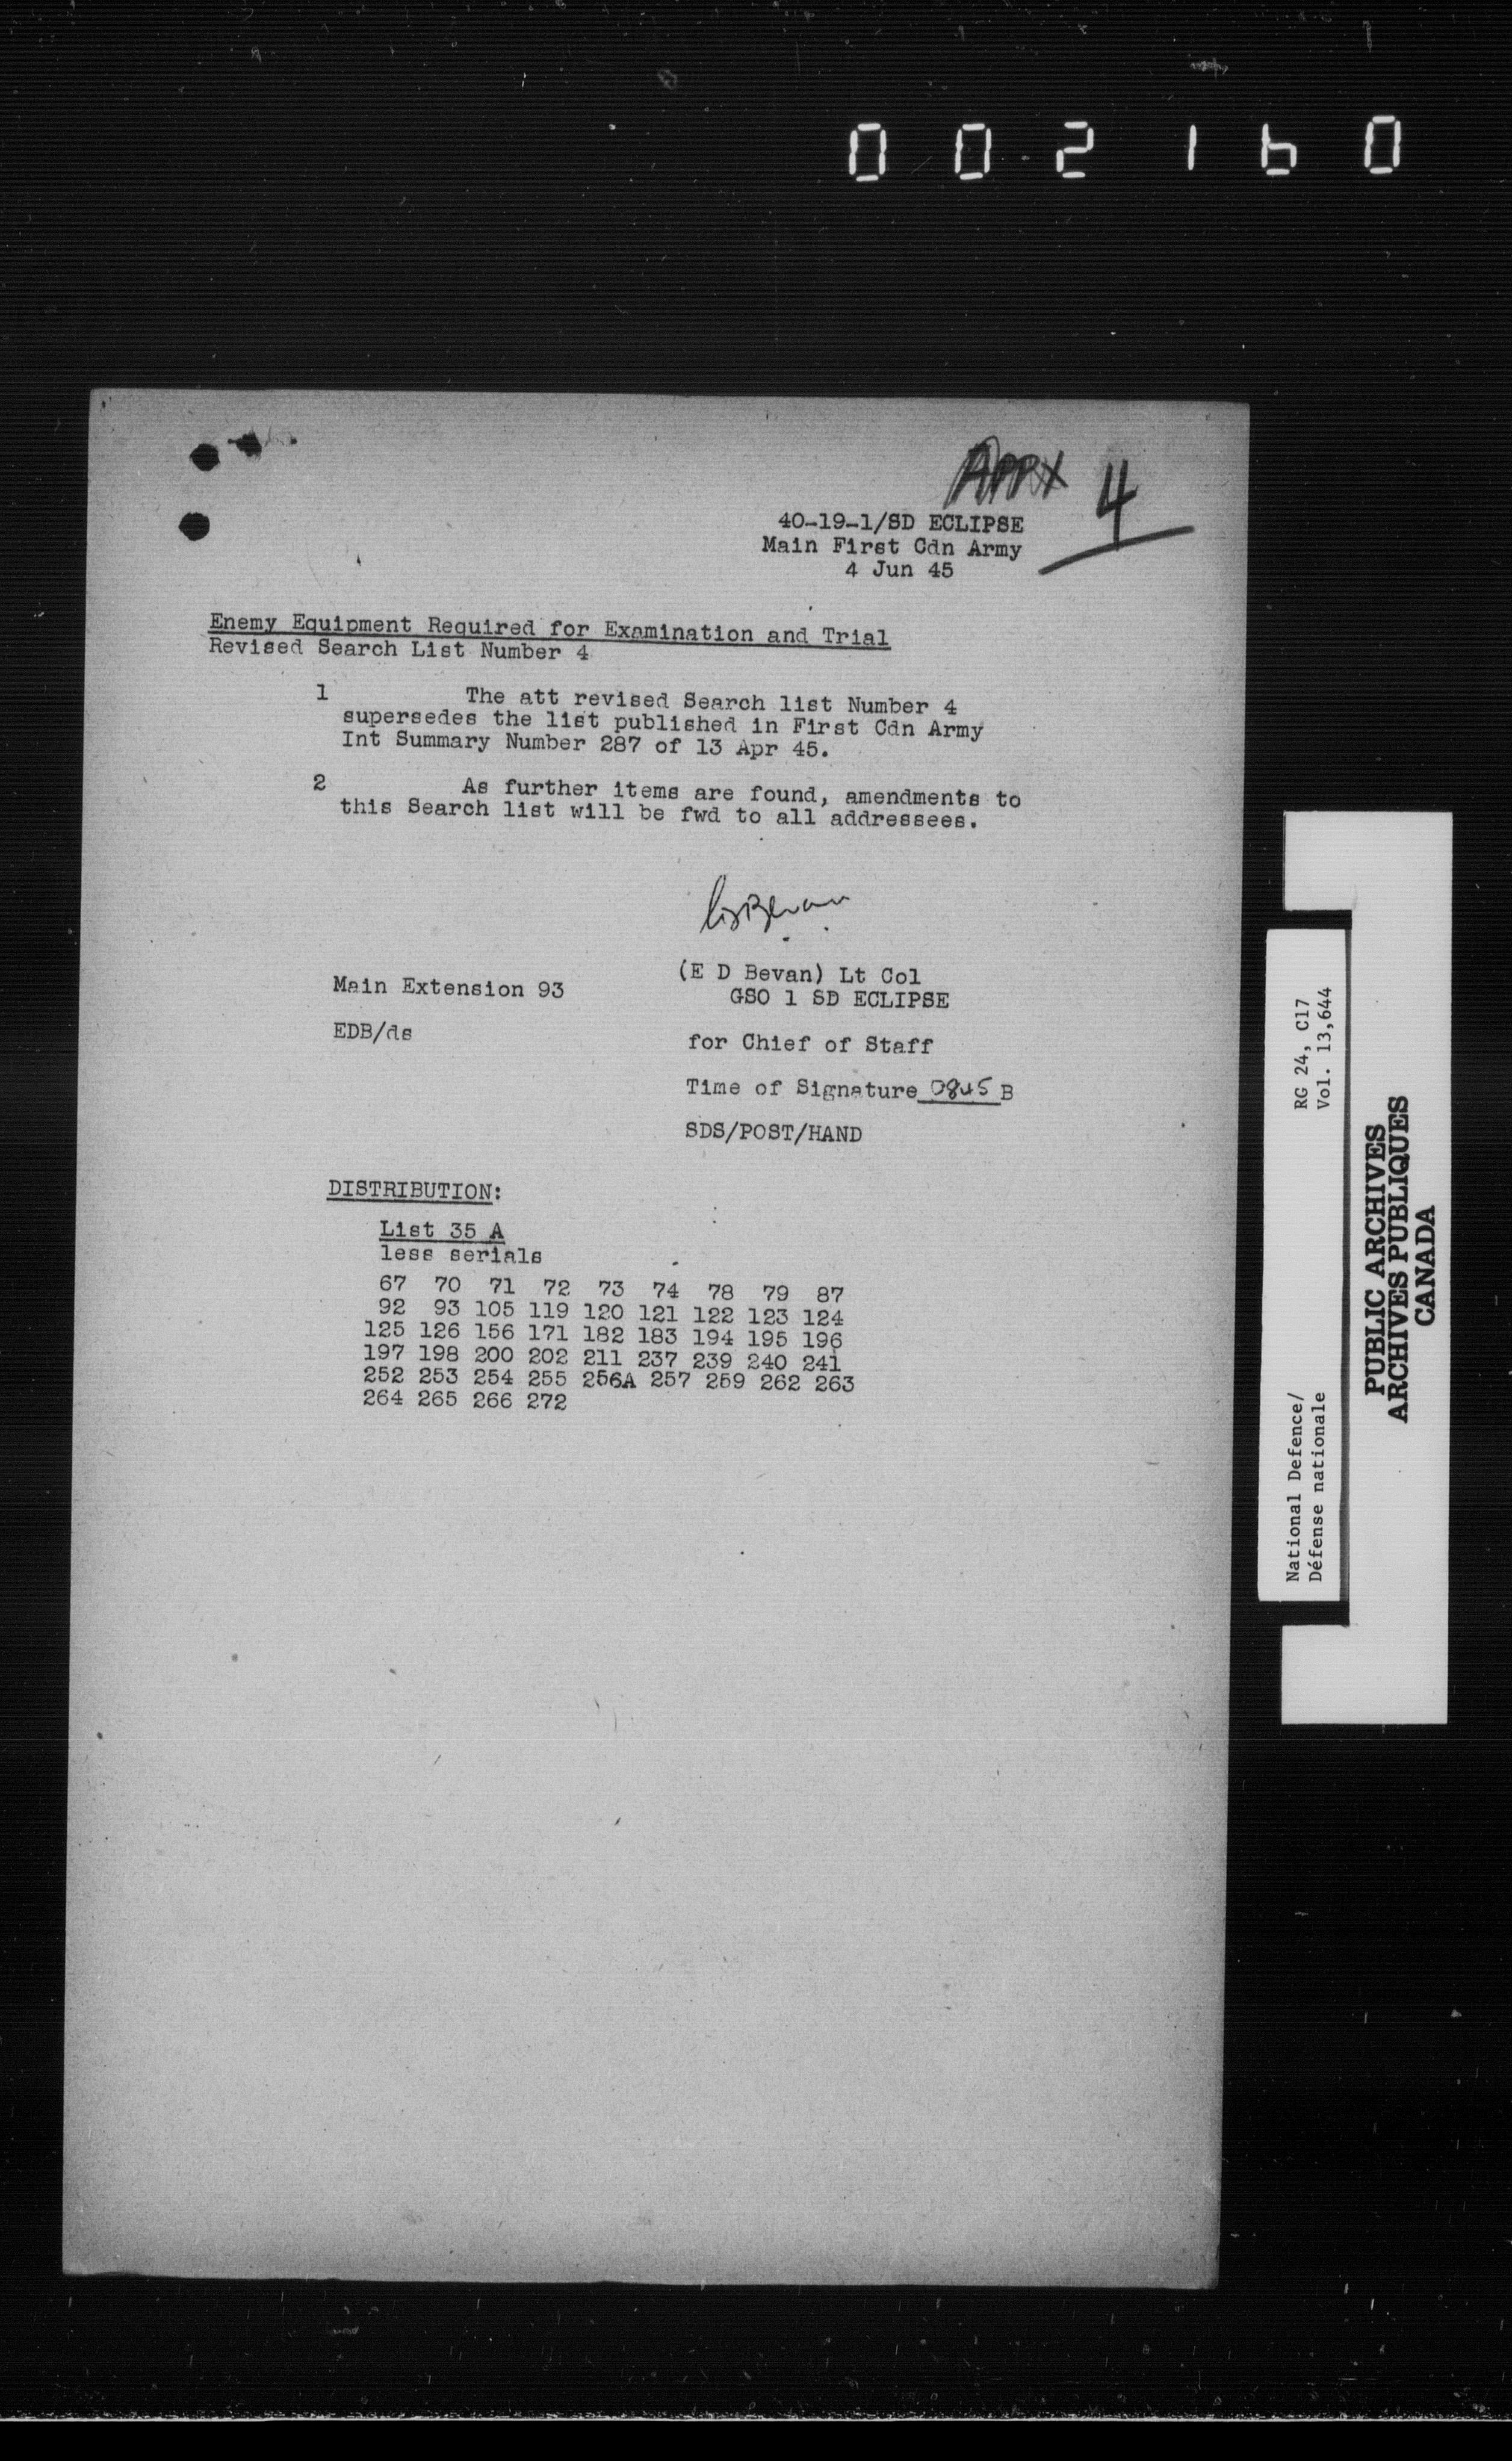 002160
APPX 4
40-19-1/SD ECLIPSE
Main First Cdn Army
4 Jun 45
Enemy Equipment Required for Examination and Trial
Revised Search List Number 4
1 The att revised Search list Number 4
supersedes the list published in First Cdn Army
Int Summary Number 287 of 13 Apr 45.
2 As further items are found, amendments to
this Search list will be fwd to all addressees.
EDBevan
(E D Bevan) Lt Col
Main Extension 93
GSO 1 SD ECLIPSE
EDB/ds
for Chief of Staff
Time of Signature 0845 B
SDS/POST/HAND
DISTRIBUTION:
List 35 A
less serials
67 70 71 72 73 74 78 79 87
92 93 105 119 120 121 122 123 124
125 126 156 171 182 183 194 195 196
197 198 200 202 211 237 239 240 241
252 253 254 255 256A 257 259 262 263
264 265 266 272
National Defence/ RG 24, C17
Défense nationale Vol. 13,644
PUBLIC ARCHIVES
ARCHIVES PUBLIQUES
CANADA